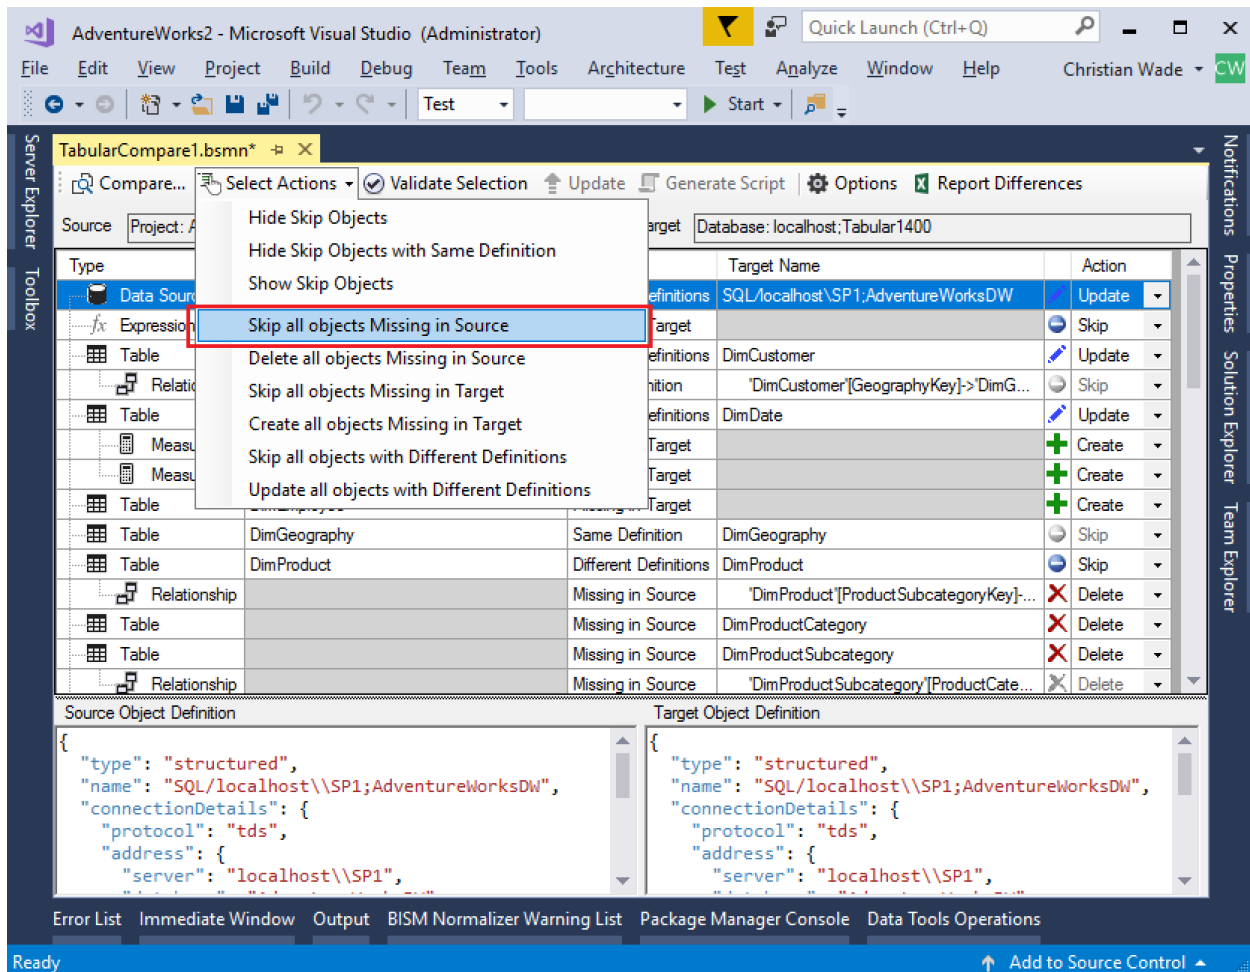 AdventureWorks2 - Microsoft Visual Studio (Administrator)
Quick Launch (Ctrl+Q)
File Edit View Project Build Debug Team Tools Architecture Test Analyze Window Help Christian Wade CW
Test Start
Server Explorer
Toolbox
TabularCompare1.bsmn*
Compare... Select Actions Validate Selection Update Generate Script Options Report Differences
Source Project: Database: localhost;Tabular1400
Hide Skip Objects
Hide Skip Objects with Same Definition
Show Skip Objects
Skip all objects Missing in Source
Delete all objects Missing in Source
Skip all objects Missing in Target
Create all objects Missing in Target
Skip all objects with Different Definitions
Update all objects with Different Definitions
Type Target Name Action
Data Sour efinitions SQL/localhost\SP1;AdventureWorksDW Update
fx Expression Target Skip
Table efinitions DimCustomer Update
Relatio nition 'DimCustomer'[GeographyKey]->'DimG... Skip
Table efinitions DimDate Update
Measu Target Create
Measu Target Create
Table Target Create
Table DimGeography Same Definition DimGeography Skip
Table DimProduct Different Definitions DimProduct Skip
Relationship Missing in Source 'DimProduct'[ProductSubcategoryKey]-... Delete
Table Missing in Source DimProductCategory Delete
Table Missing in Source DimProductSubcategory Delete
Relationship Missing in Source 'DimProductSubcategory'[ProductCate... Delete
Source Object Definition
{
"type": "structured",
"name": "SQL/localhost\\SP1;AdventureWorksDW",
"connectionDetails": {
"protocol": "tds",
"address": {
"server": "localhost\\SP1",
Target Object Definition
{
"type": "structured",
"name": "SQL/localhost\\SP1;AdventureWorksDW",
"connectionDetails": {
"protocol": "tds",
"address": {
"server": "localhost\\SP1",
Notifications
Properties
Solution Explorer
Team Explorer
Error List Immediate Window Output BISM Normalizer Warning List Package Manager Console Data Tools Operations
Ready Add to Source Control